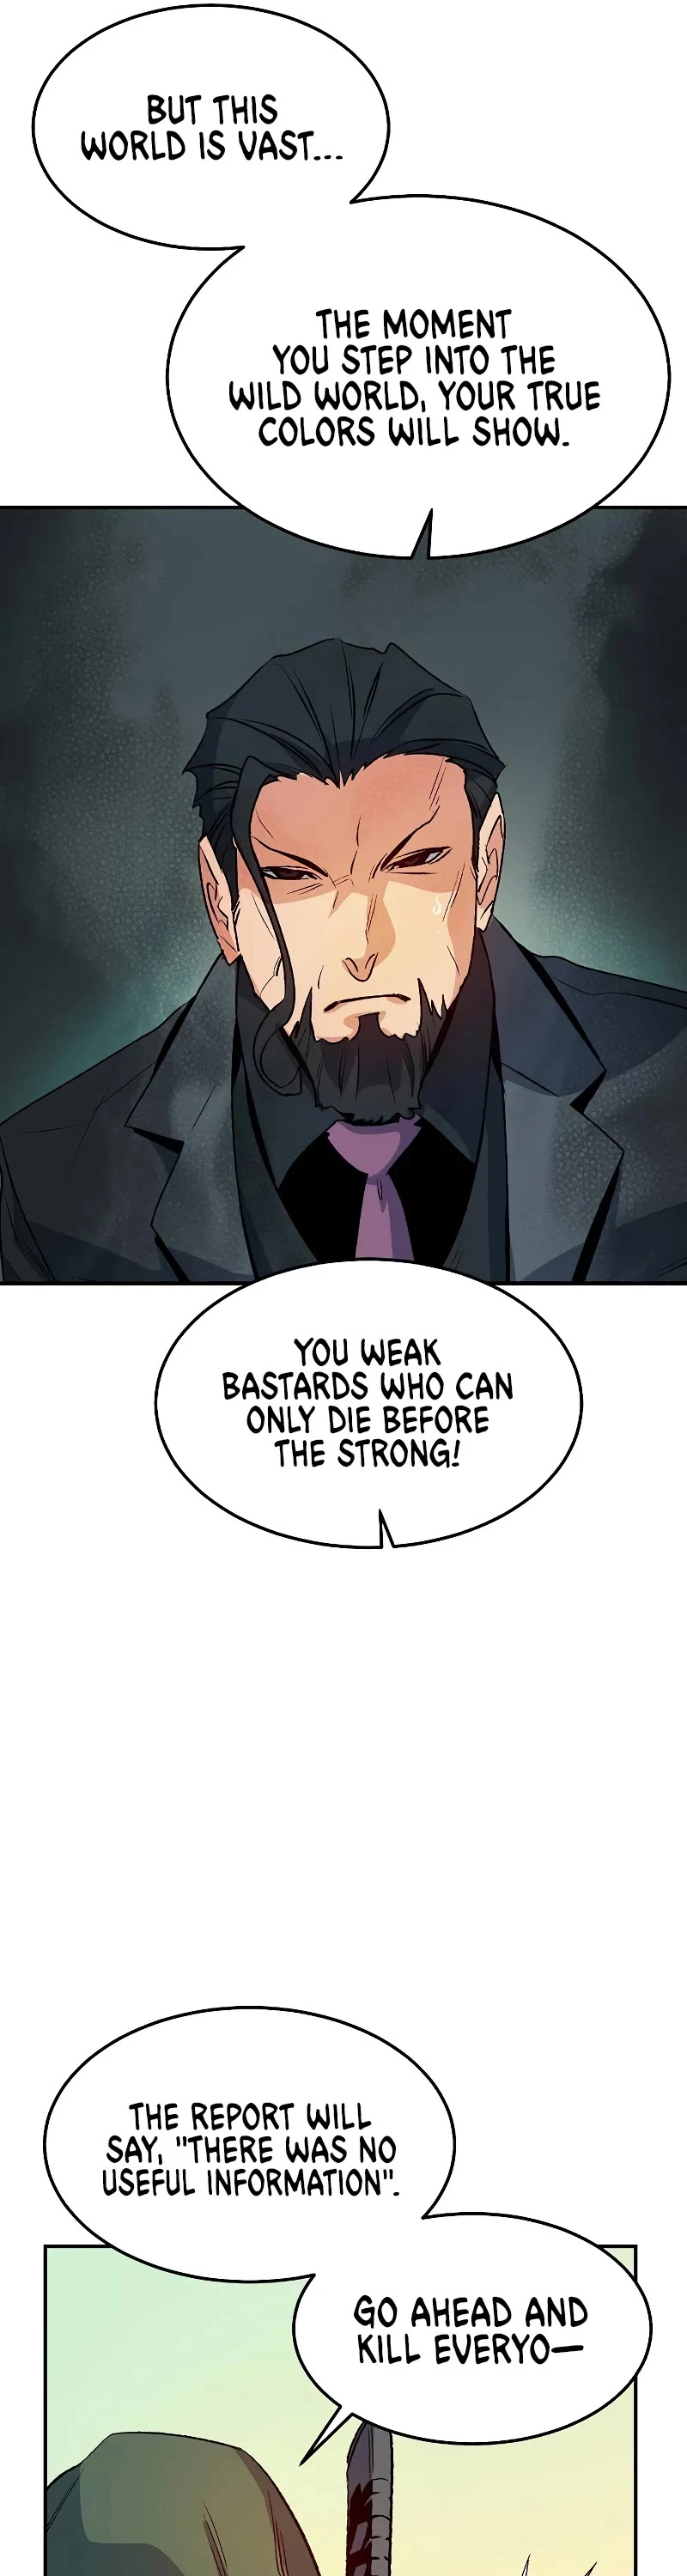 BUT THIS
WORLD IS VAST...
THE MOMENT
YOU STEP INTO THE
WILD WORLD, YOUR TRUE
COLORS WILL SHOW.
YOU WEAK
BASTARDS WHO CAN
ONLY DIE BEFORE
THE STRONG!
THE REPORT WILL
SAY, "THERE WAS NO
USEFUL INFORMATION".
GO AHEAD AND
KILL EVERYO—